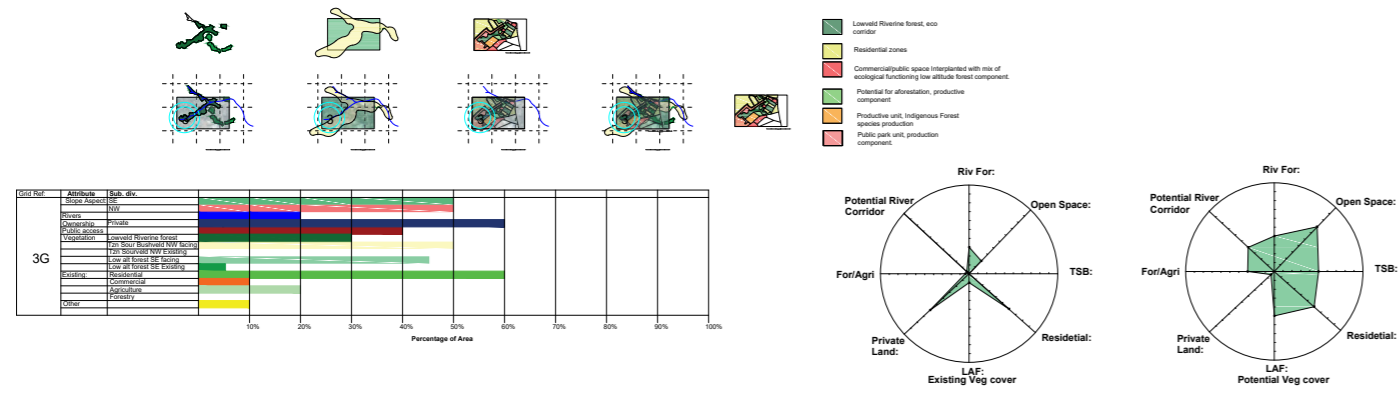 Lowveld Riverine forest, eco
corridor
Residential zones
Commercial/public space Interplanted with mix of
ecological functioning low altitude forest component.
Potential for aforestation, productive
component
Productive unit, Indigenous Forest
species production
Public park unit, production
component.
3
3
3
3
Grid Ref: Attribute Sub. div.
3G
Slope Aspect: SE
NW
Rivers
Ownership Private
Public access
Vegetation Lowveld Riverine forest
Tzn Sour Bushveld NW facing
Tzn Sourveld NW Existing
Low alt forest SE facing
Low alt forest SE Existing
Existing: Residential
Commercial
Agriculture
Forestry
Other
10% 20% 30% 40% 50% 60% 70% 80% 90% 100%
Percentage of Area
Riv For:
Open Space:
TSB:
Residetial:
LAF:
Private
Land:
For/Agri
Potential River
Corridor
Existing Veg cover
Riv For:
Open Space:
TSB:
Residetial:
LAF:
Private
Land:
For/Agri
Potential River
Corridor
Potential Veg cover